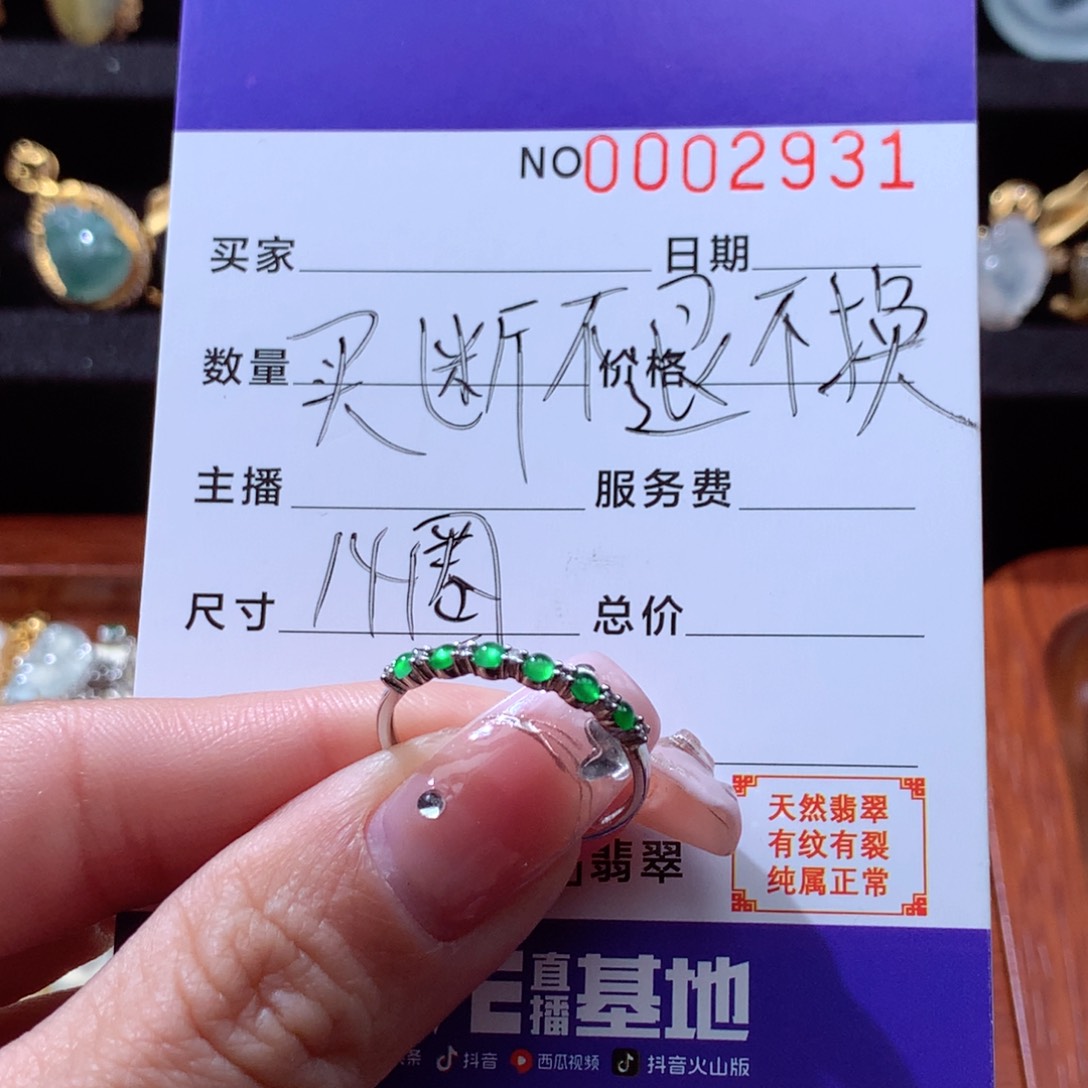 NO0002931
买家 日期
数量 价格
买断不退不换
主播 服务费
尺寸 14圈 总价
天然翡翠
有纹有裂
纯属正常
翡翠
直播基地
抖音 西瓜视频 抖音火山版